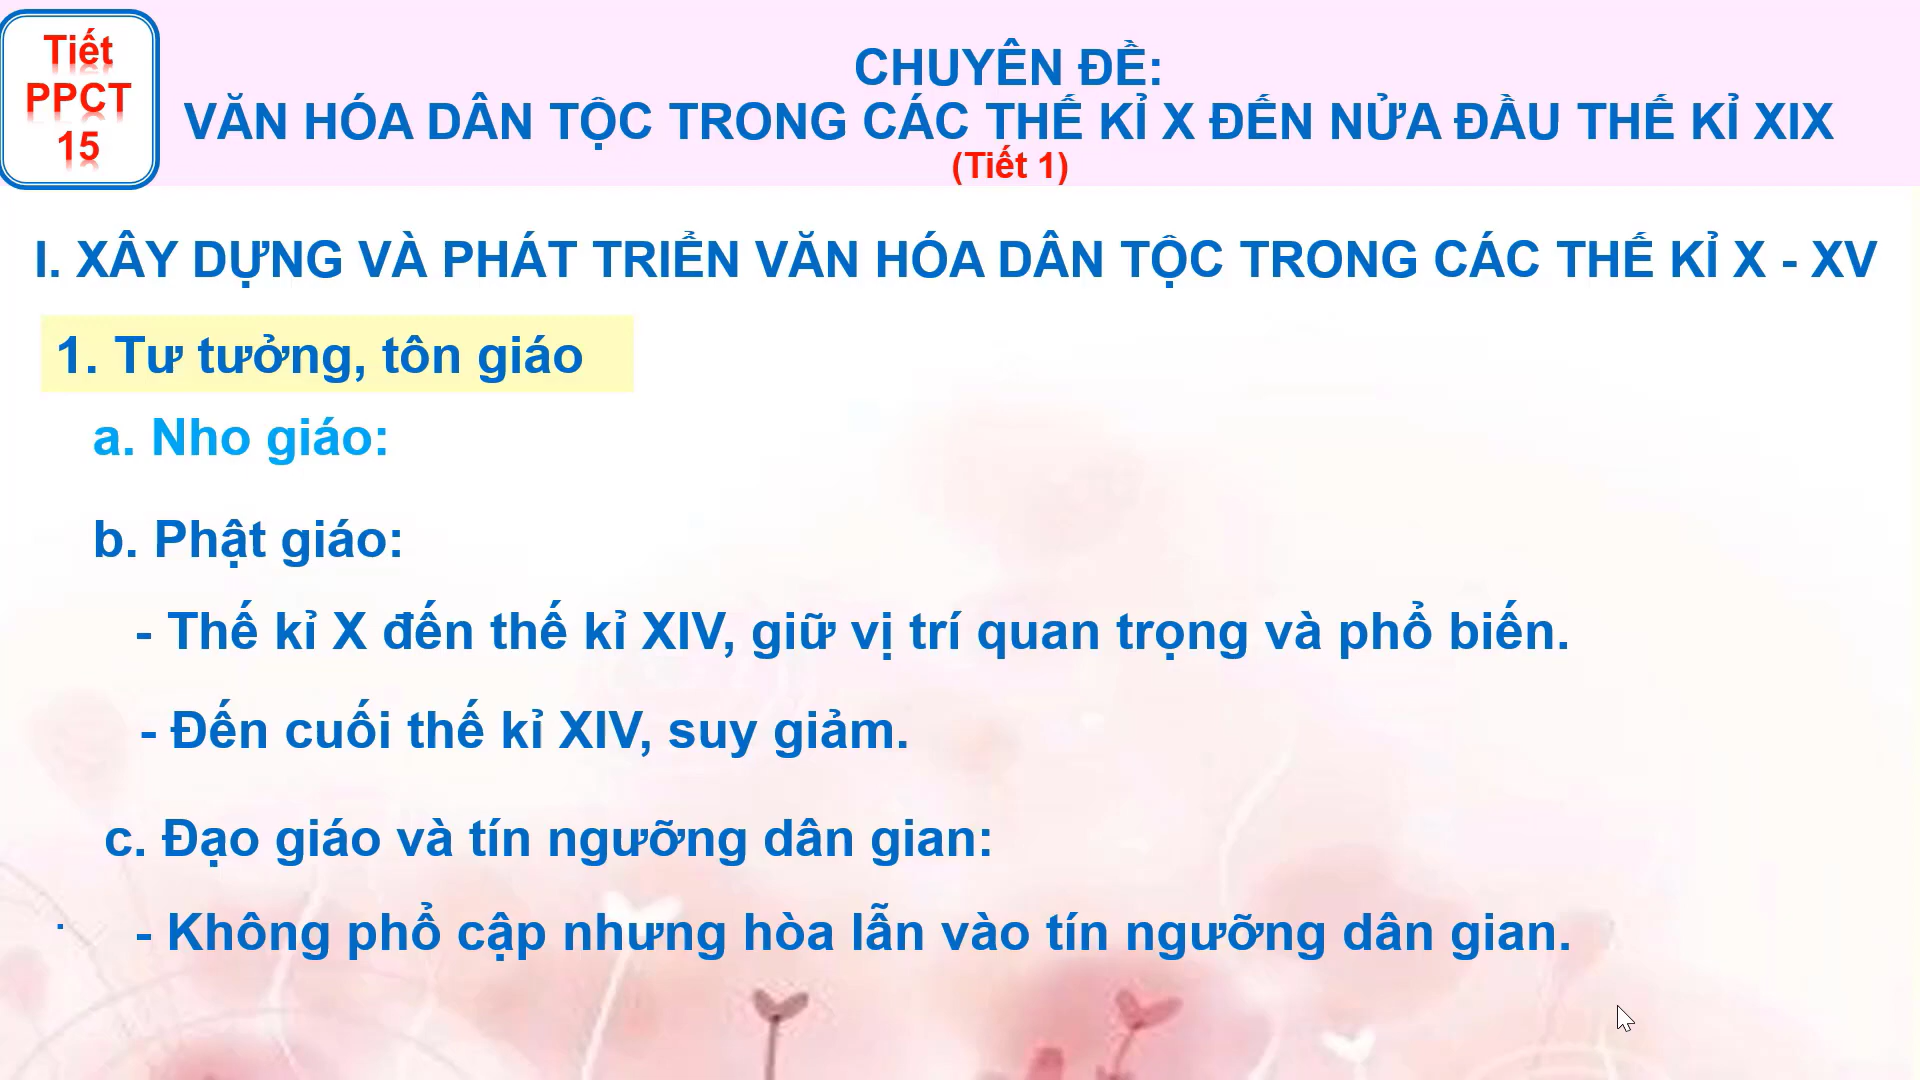 Tiết
PPCT
15
CHUYÊN ĐỀ:
VĂN HÓA DÂN TỘC TRONG CÁC THẾ KỈ X ĐẾN NỬA ĐẦU THẾ KỈ XIX
(Tiết 1)
I. XÂY DỰNG VÀ PHÁT TRIỂN VĂN HÓA DÂN TỘC TRONG CÁC THẾ KỈ X - XV
1. Tư tưởng, tôn giáo
a. Nho giáo:
b. Phật giáo:
- Thế kỉ X đến thế kỉ XIV, giữ vị trí quan trọng và phổ biến.
- Đến cuối thế kỉ XIV, suy giảm.
c. Đạo giáo và tín ngưỡng dân gian:
- Không phổ cập nhưng hòa lẫn vào tín ngưỡng dân gian.